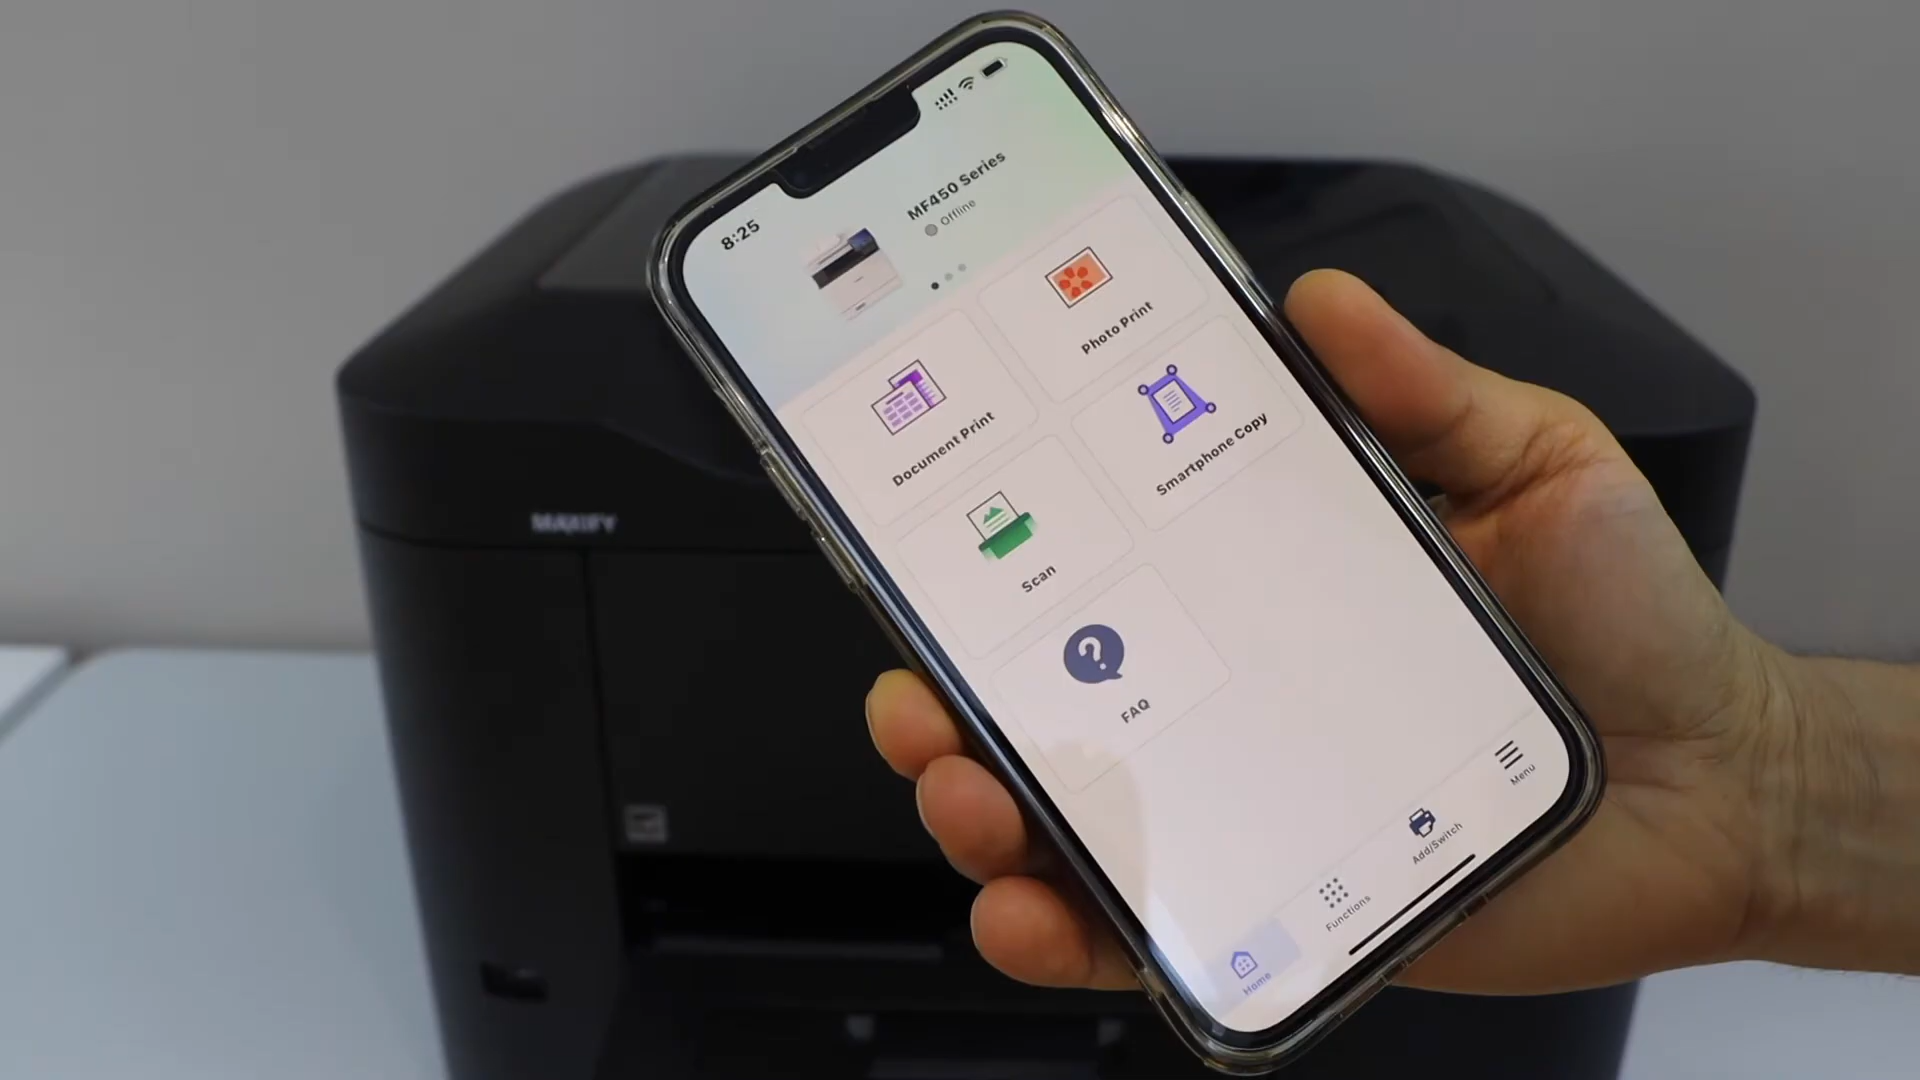 8:25
MF450 Series
Offline
Photo Print
Document Print
Smartphone Copy
Scan
FAQ
Home
Functions
Add/Switch
Menu
MAXIFY